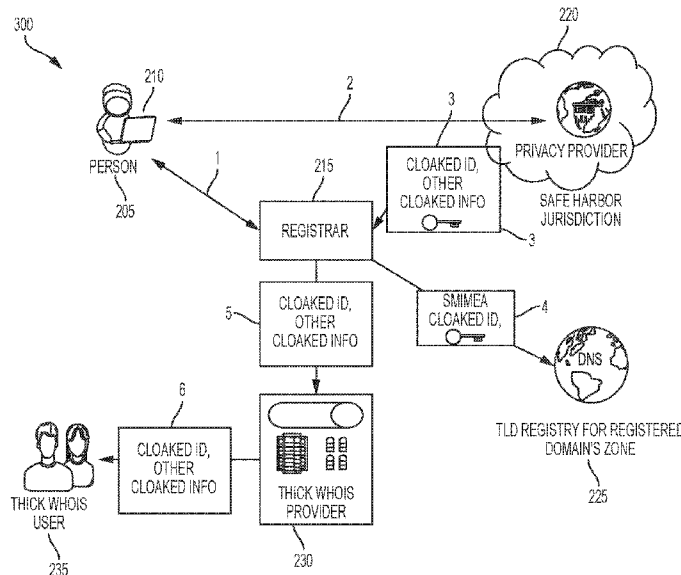 300
210
PERSON
205
2
220
PRIVACY PROVIDER
SAFE HARBOR
JURISDICTION
1
215
REGISTRAR
3
CLOAKED ID,
OTHER
CLOAKED INFO
3
5
CLOAKED ID,
OTHER
CLOAKED INFO
SMIMEA
CLOAKED ID,
4
DNS
TLD REGISTRY FOR REGISTERED
DOMAIN'S ZONE
225
6
CLOAKED ID,
OTHER
CLOAKED INFO
THICK WHOIS
USER
235
THICK WHOIS
PROVIDER
230